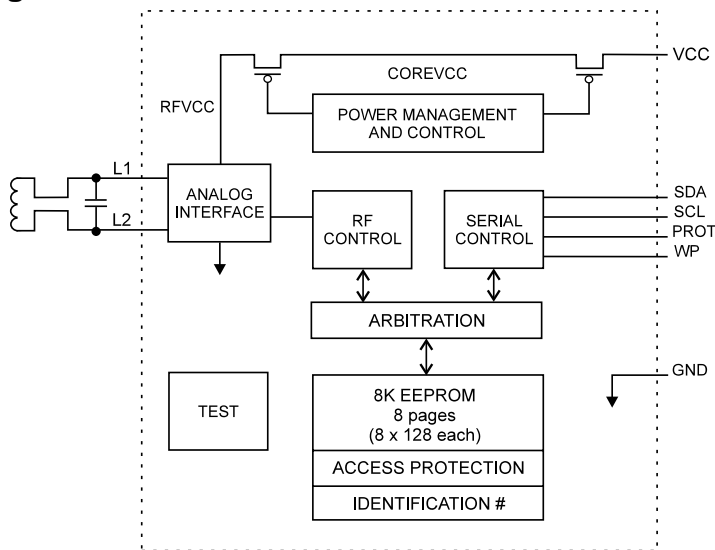 VCC
COREVCC
RFVCC
POWER MANAGEMENT
AND CONTROL
L1
ANALOG
INTERFACE
L2
RF
CONTROL
SERIAL
CONTROL
SDA
SCL
PROT
WP
ARBITRATION
GND
TEST
8K EEPROM
8 pages
(8 x 128 each)
ACCESS PROTECTION
IDENTIFICATION #